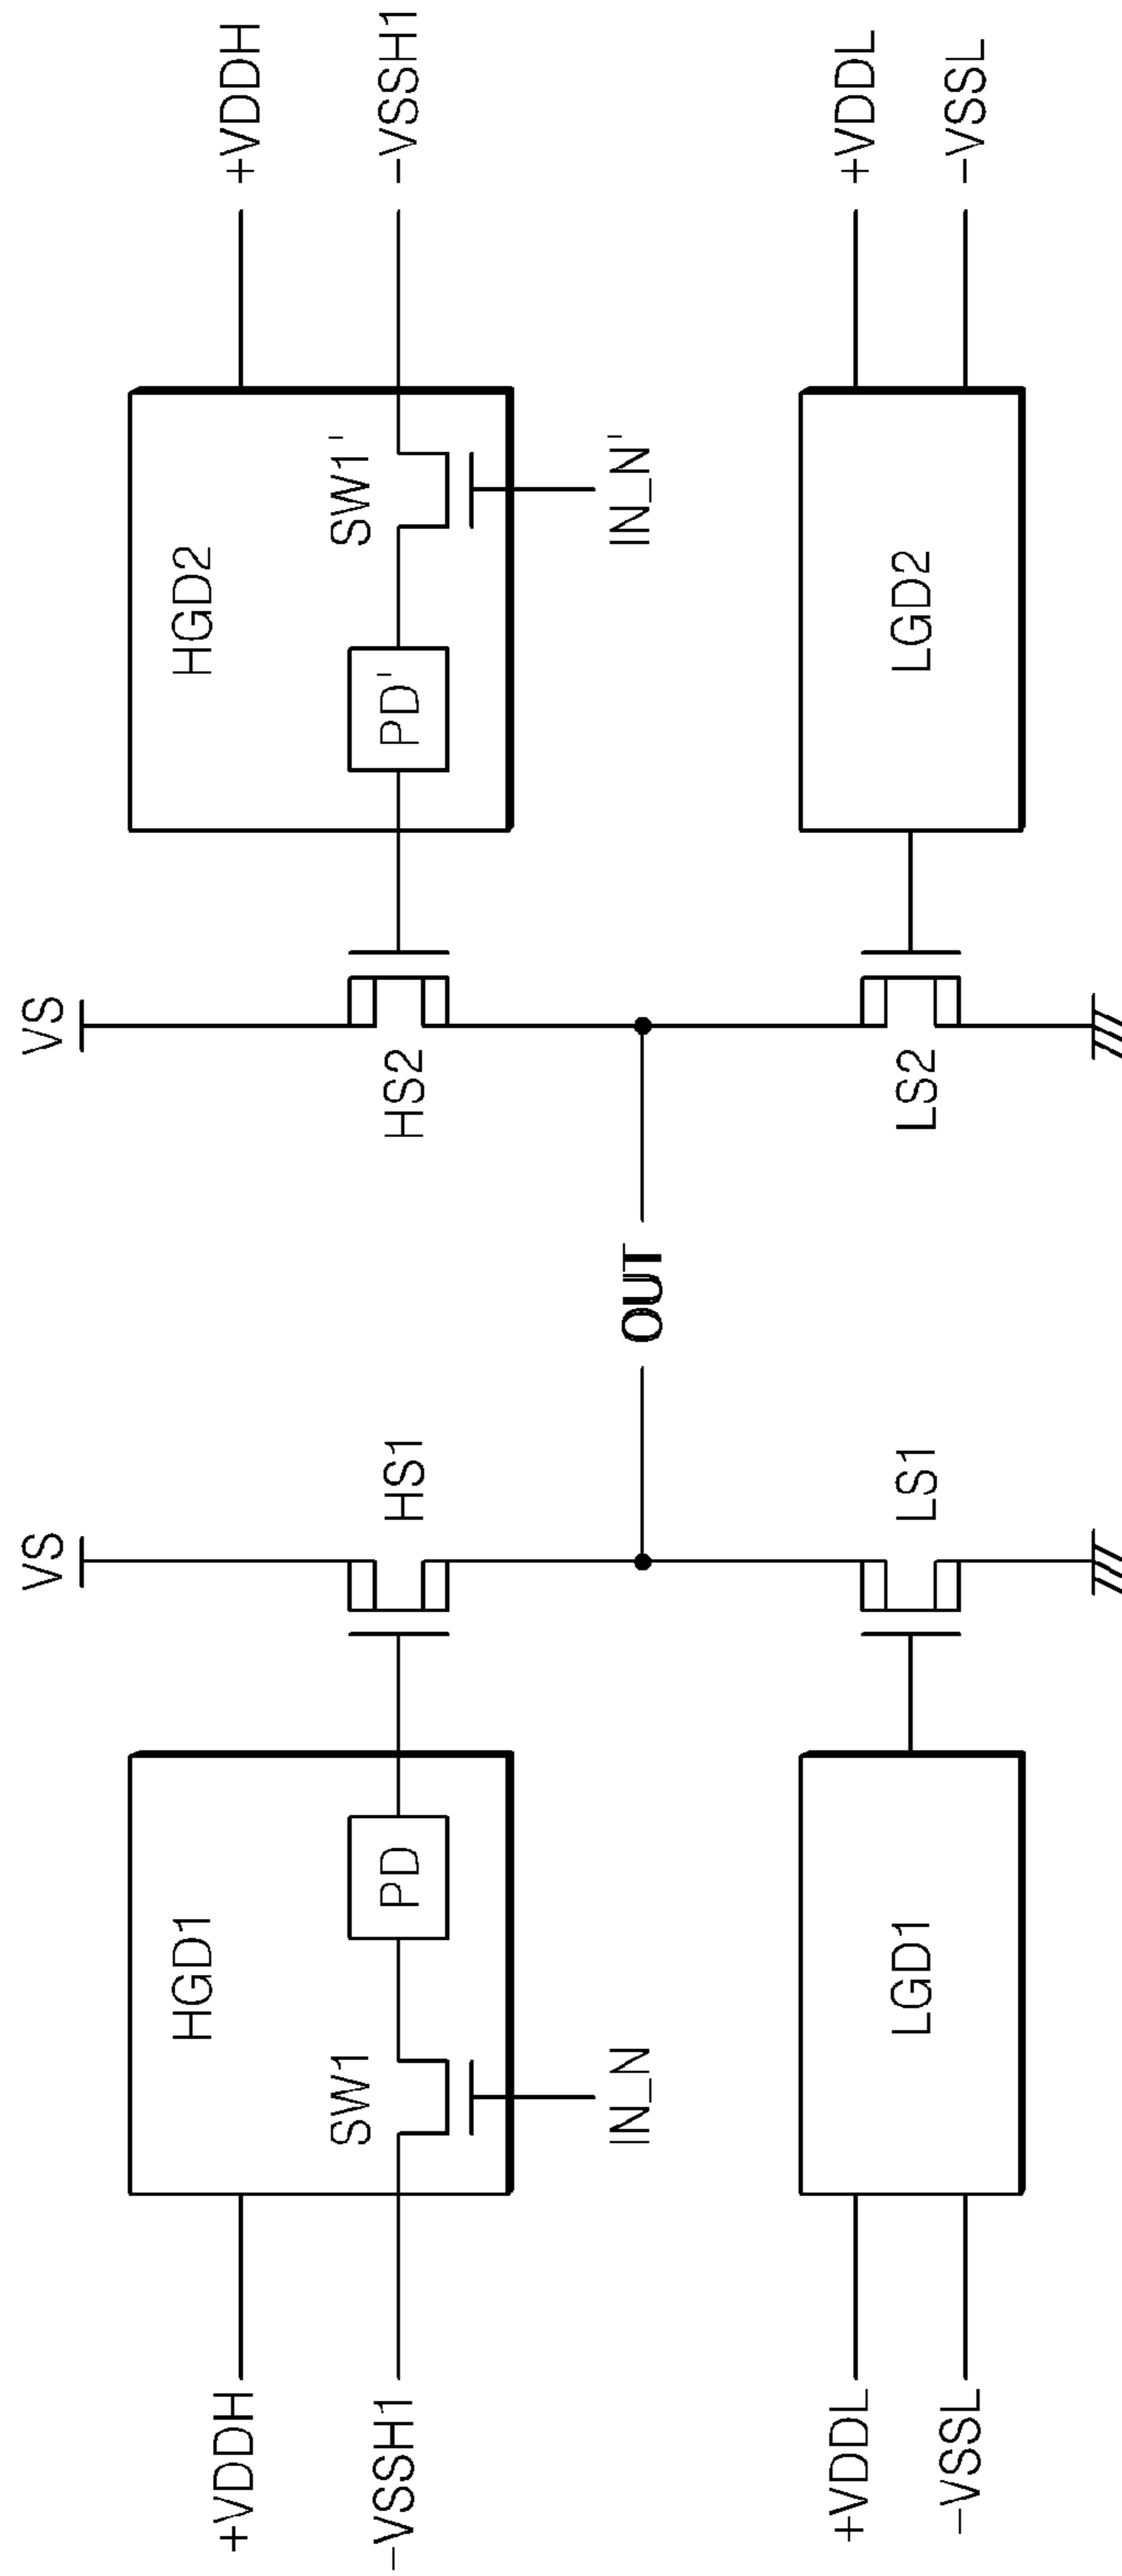 VS
VS
HGD1
HGD2
+VDDH
+VDDH
SW1
PD
HS1
HS2
PD'
SW1'
-VSSH1
-VSSH1
IN_N
OUT
IN_N'
+VDDL
+VDDL
LGD1
LS1
LS2
LGD2
-VSSL
-VSSL